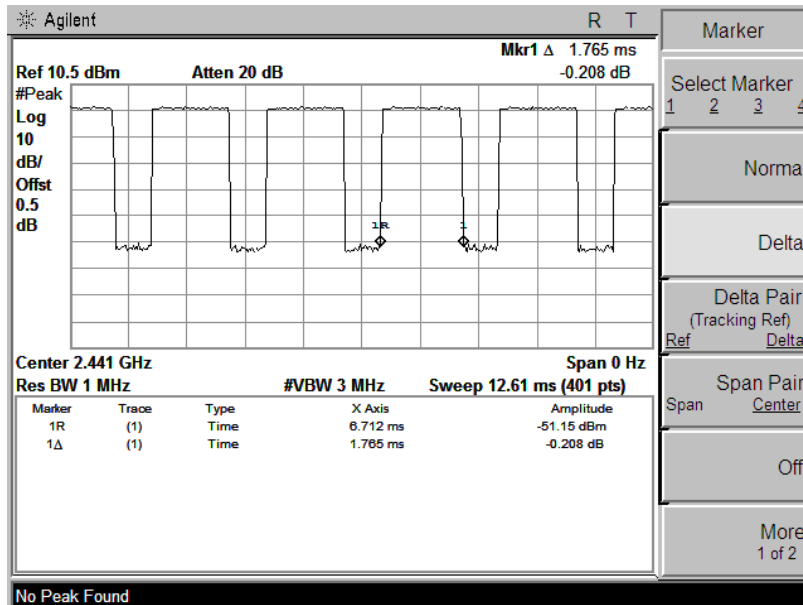 Agilent
R T
Mkr1 Δ 1.765 ms
Ref 10.5 dBm Atten 20 dB -0.208 dB
#Peak
Log
10
dB/
Offst
0.5
dB
1R 1
Center 2.441 GHz Span 0 Hz
Res BW 1 MHz #VBW 3 MHz Sweep 12.61 ms (401 pts)
Marker Trace Type X Axis Amplitude
1R (1) Time 6.712 ms -51.15 dBm
1Δ (1) Time 1.765 ms -0.208 dB
No Peak Found
Marker
Select Marker
1 2 3 4
Norma
Delta
Delta Pair
(Tracking Ref)
Ref Delta
Span Pair
Span Center
Off
More
1 of 2